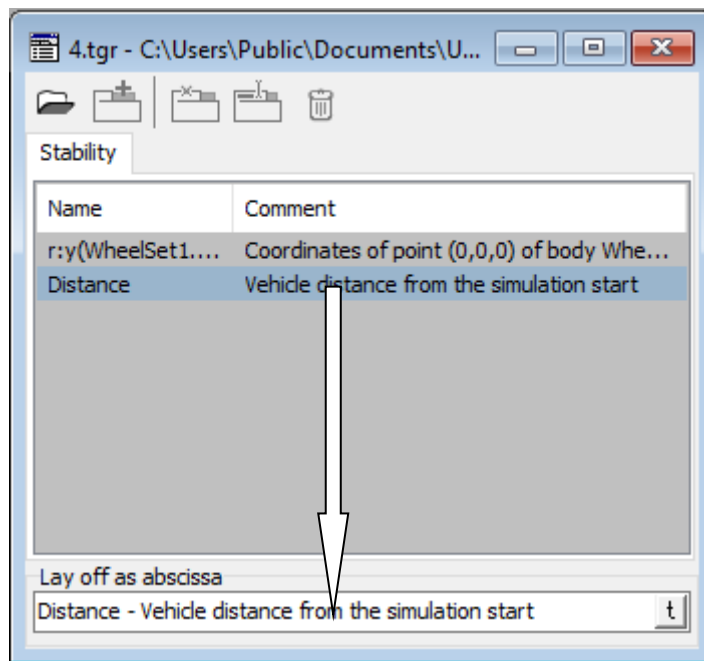 4.tgr - C:\Users\Public\Documents\U...
Stability
Name Comment
r:y(WheelSet1.... Coordinates of point (0,0,0) of body Whe...
Distance Vehicle distance from the simulation start
Lay off as abscissa
Distance - Vehicle distance from the simulation start t